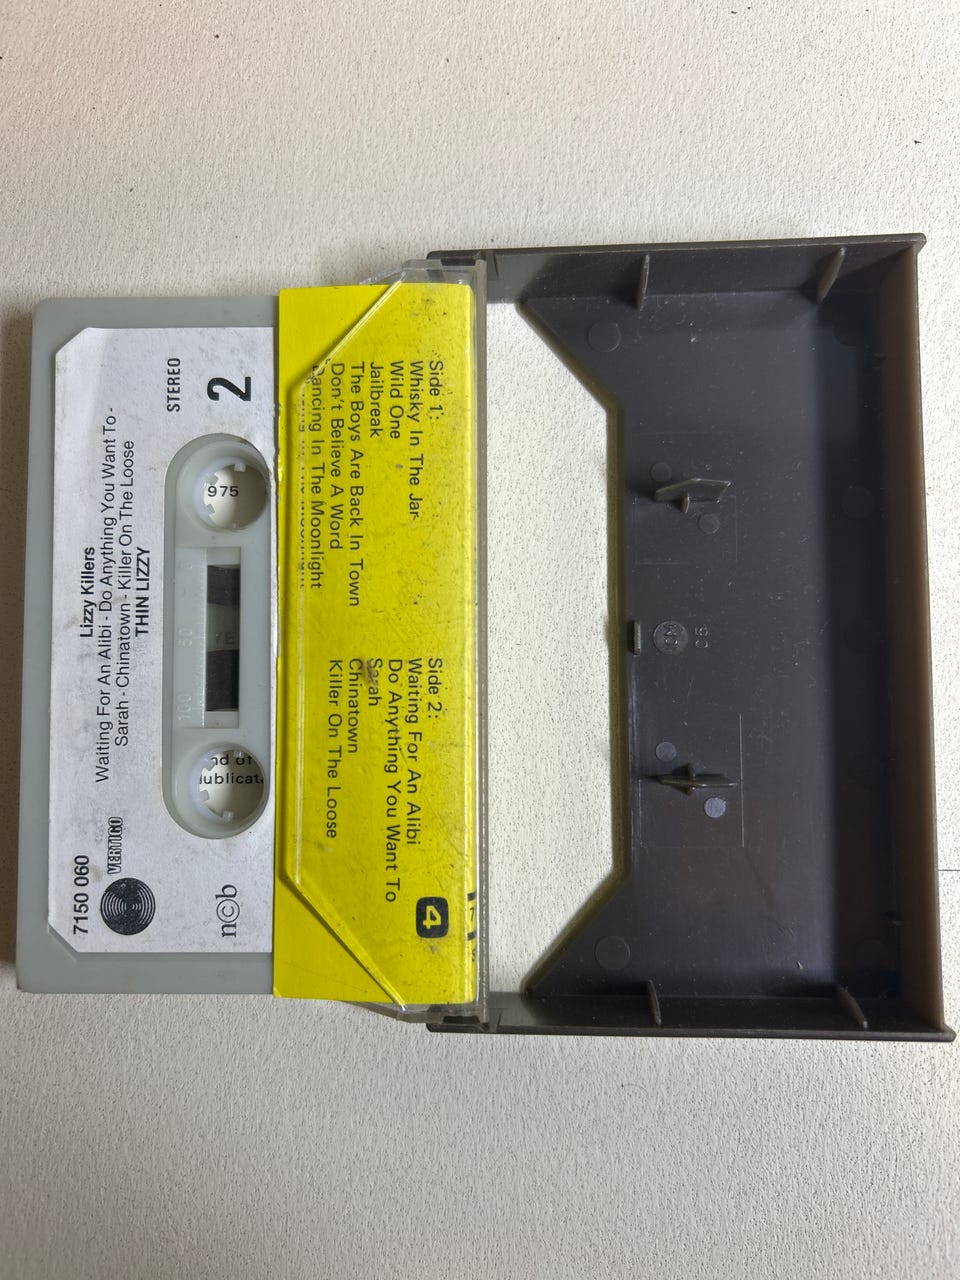 STEREO
2
Lizzy Killers
Waiting For An Alibi - Do Anything You Want To -
Sarah - Chinatown - Killer On The Loose
THIN LIZZY
7150 060
VERTIGO
n©b
975
50
100
Side 1:
Whisky In The Jar
Wild One
Jailbreak
The Boys Are Back In Town
Don't Believe A Word
Dancing In The Moonlight
Side 2:
Waiting For An Alibi
Do Anything You Want To
Sarah
Chinatown
Killer On The Loose
4
C5